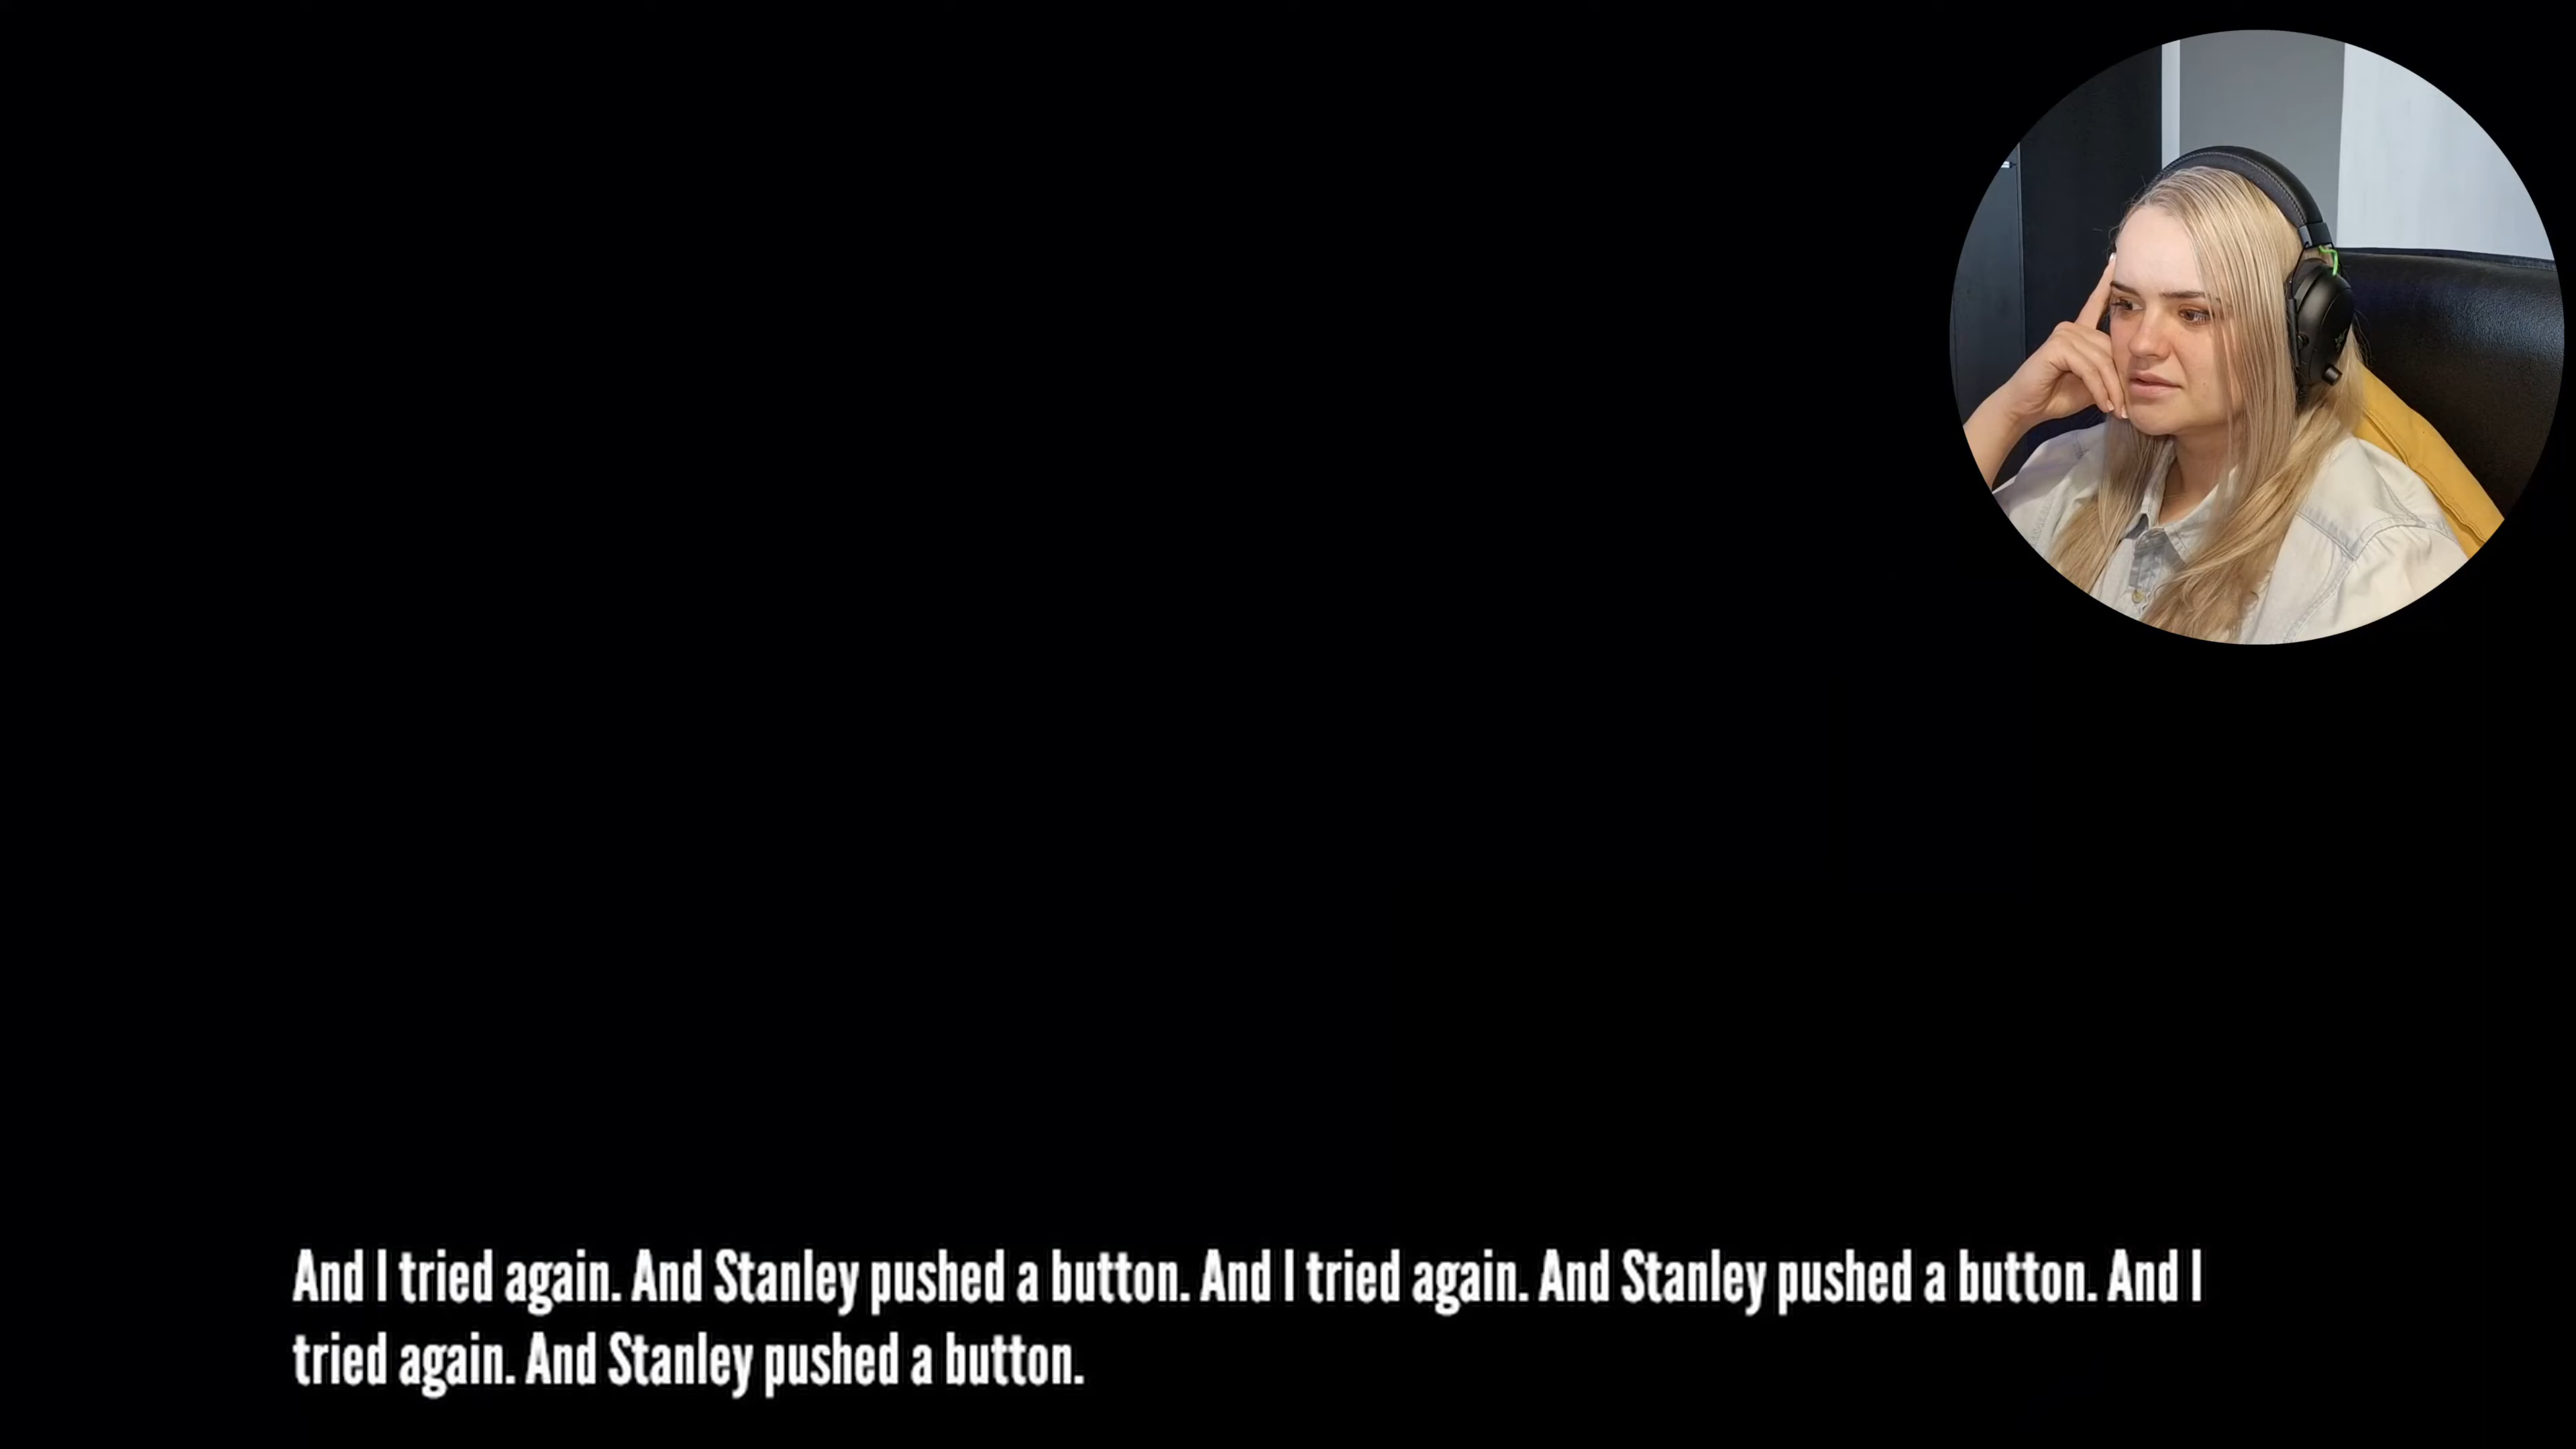 And I tried again. And Stanley pushed a button. And I tried again. And Stanley pushed a button. And I
tried again. And Stanley pushed a button.